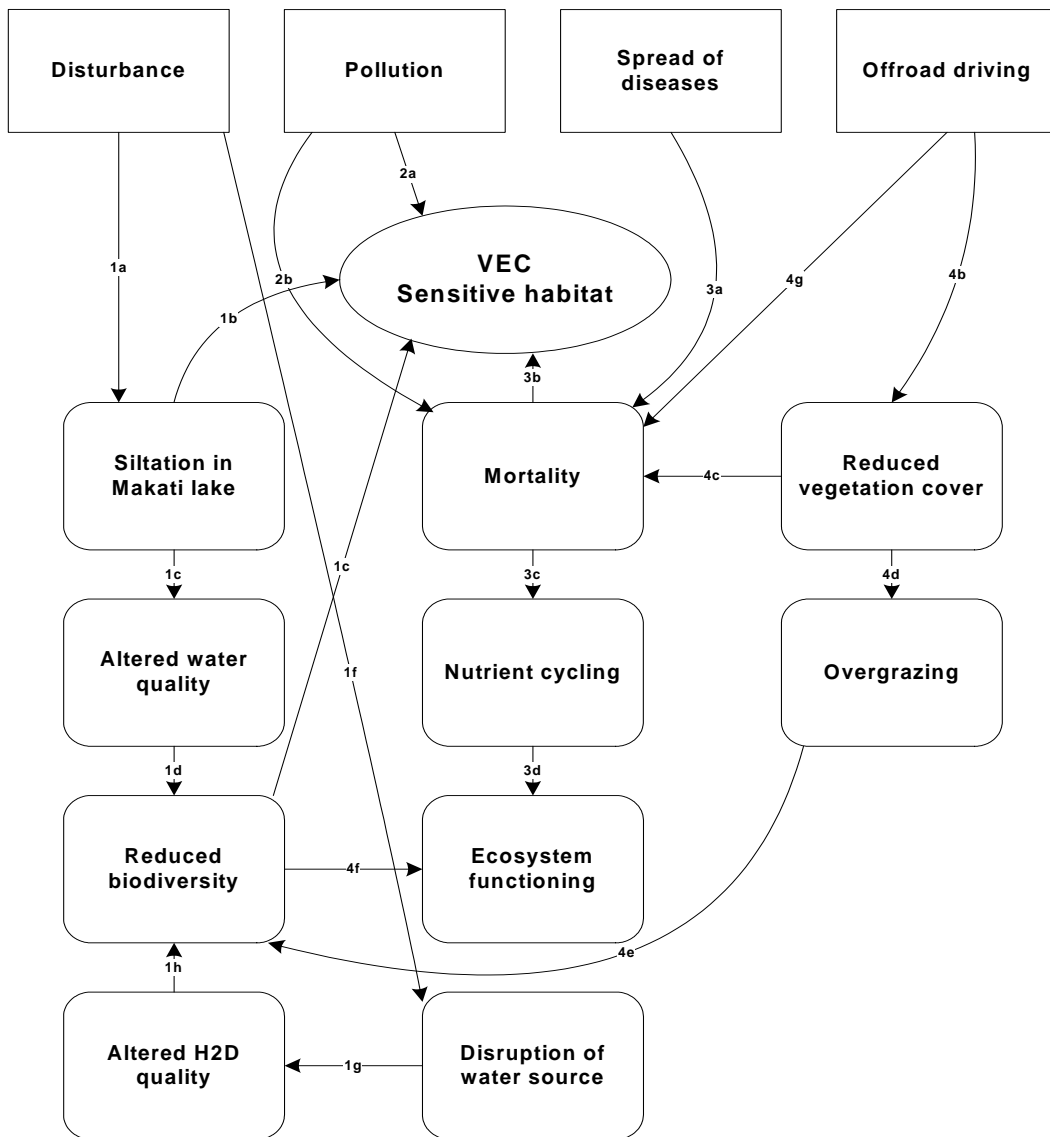 Disturbance
Pollution
Spread of
diseases
Offroad driving
2a
VEC
Sensitive habitat
1a
2b
4g
4b
3a
1b
3b
Siltation in
Makati lake
Mortality
Reduced
vegetation cover
4c
1c
1c
3c
4d
Altered water
quality
Nutrient cycling
Overgrazing
1f
1d
3d
Reduced
biodiversity
4f
Ecosystem
functioning
4e
1h
Altered H2D
quality
1g
Disruption of
water source